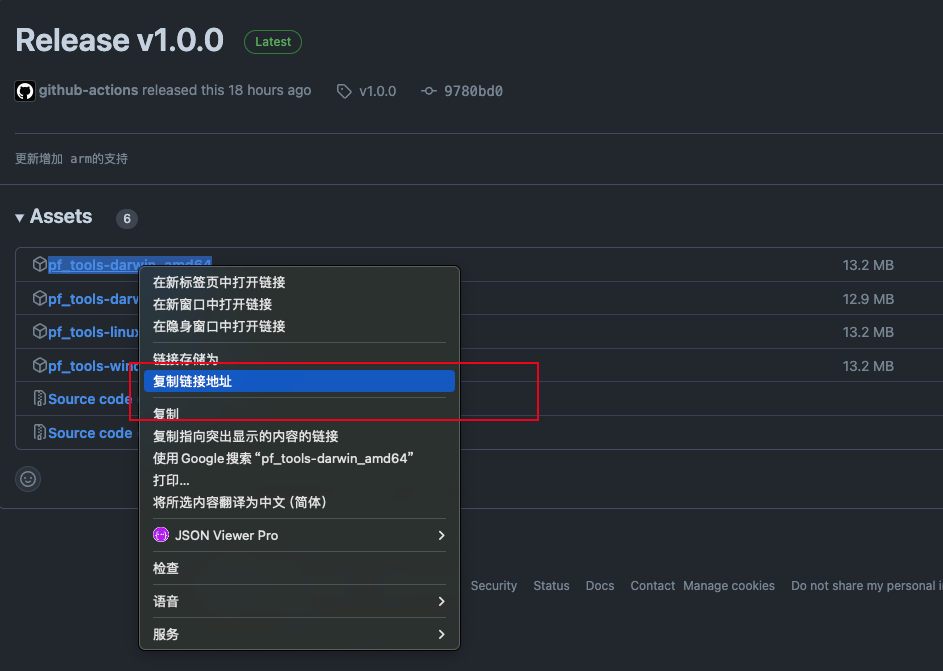 Release v1.0.0 Latest
github-actions released this 18 hours ago v1.0.0 9780bd0
更新增加 arm的支持
Assets 6
pf_tools-darwin_amd64 13.2 MB
pf_tools-darw 12.9 MB
pf_tools-linux 13.2 MB
pf_tools-wind 13.2 MB
Source code
Source code
在新标签页中打开链接
在新窗口中打开链接
在隐身窗口中打开链接
链接存储为
复制链接地址
复制
复制指向突出显示的内容的链接
使用 Google 搜索“pf_tools-darwin_amd64”
打印...
将所选内容翻译为中文 (简体)
JSON Viewer Pro
检查
语音
服务
Security Status Docs Contact Manage cookies Do not share my personal